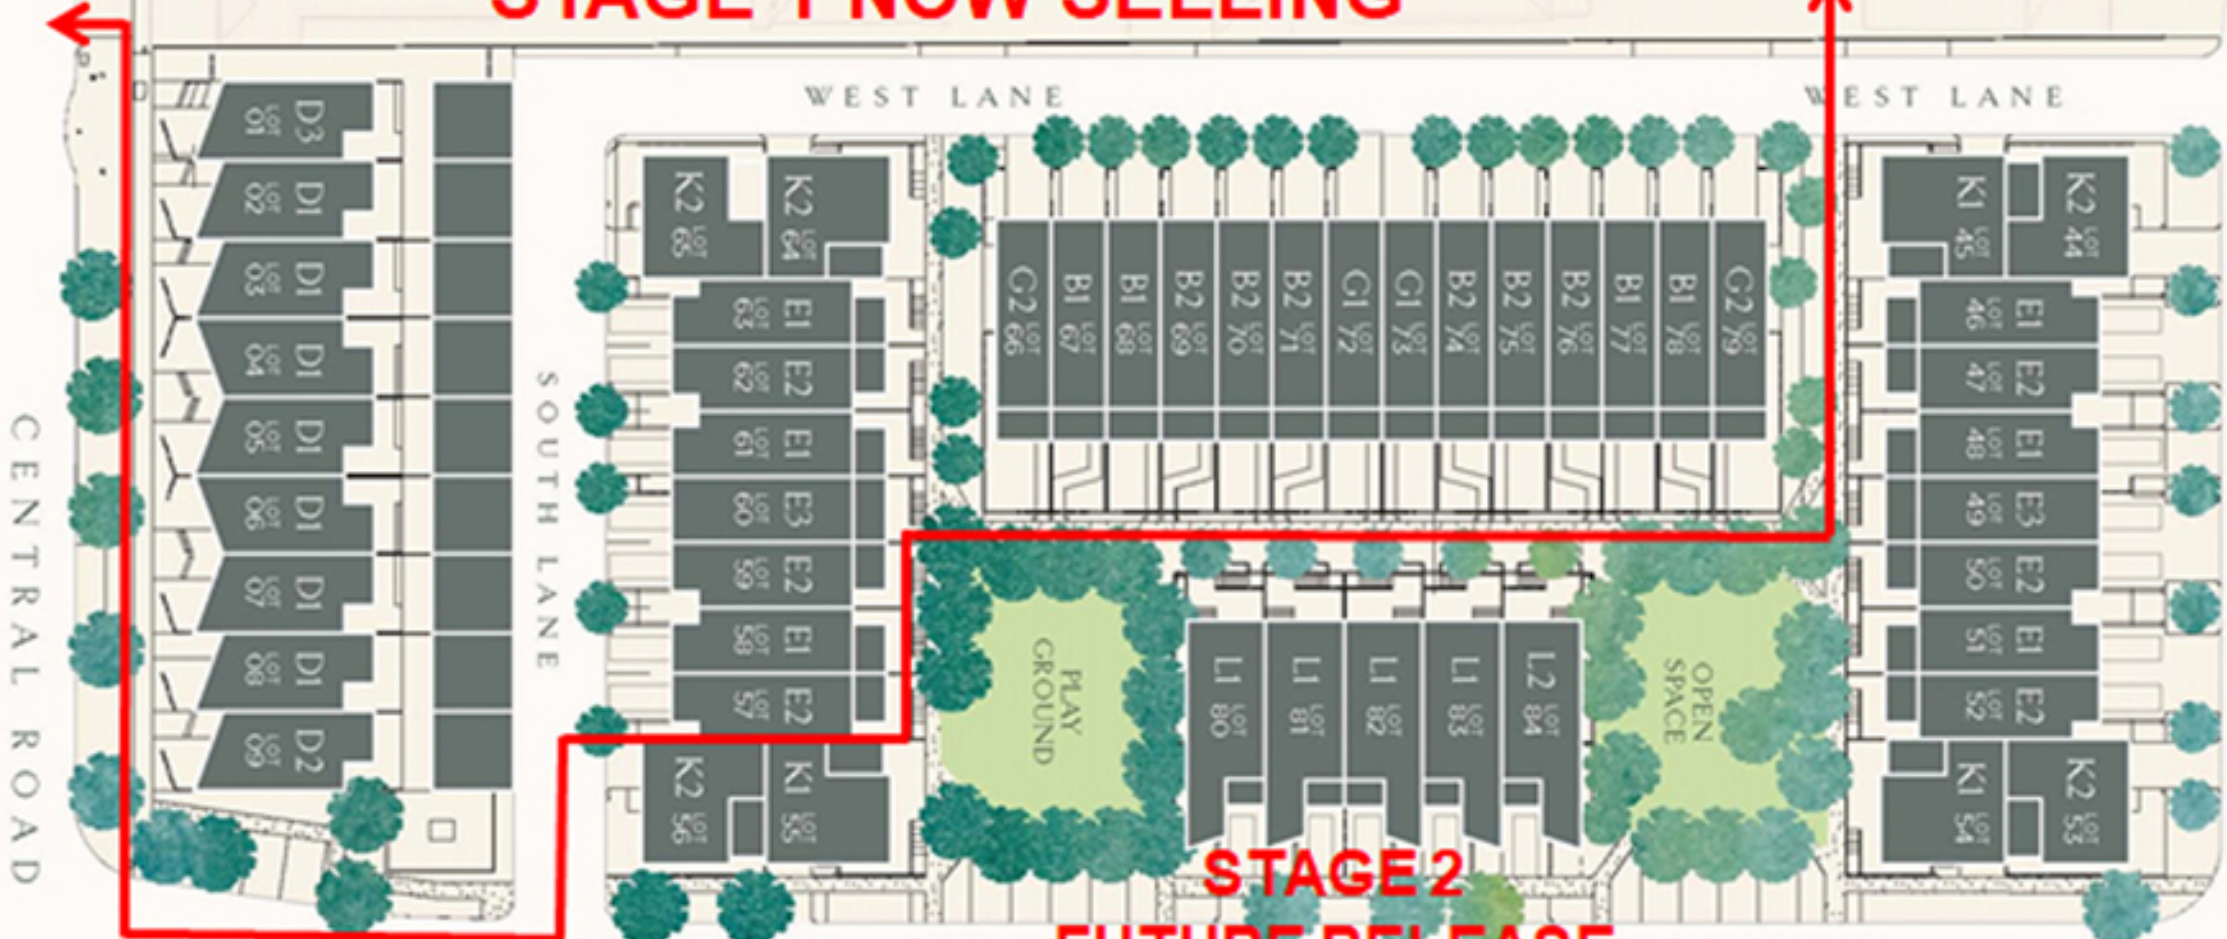 STAGE 1 NOW SELLING
WEST LANE
WEST LANE
CENTRAL ROAD
SOUTH LANE
D3 LOT 01
D1 LOT 02
D1 LOT 03
D1 LOT 04
D1 LOT 05
D1 LOT 06
D1 LOT 07
D1 LOT 08
D2 LOT 09
K2 LOT 65
K2 LOT 64
E1 LOT 63
E2 LOT 62
E1 LOT 61
E3 LOT 60
E2 LOT 59
E1 LOT 58
E2 LOT 57
K2 LOT 56
K1 LOT 55
G2 LOT 66
B1 LOT 67
B1 LOT 68
B2 LOT 69
B2 LOT 70
B2 LOT 71
G1 LOT 72
G1 LOT 73
B2 LOT 74
B2 LOT 75
B2 LOT 76
B1 LOT 77
B1 LOT 78
G2 LOT 79
PLAY
GROUND
L1 LOT 80
L1 LOT 81
L1 LOT 82
L1 LOT 83
L2 LOT 84
OPEN
SPACE
K1 LOT 45
K2 LOT 44
E1 LOT 46
E2 LOT 47
E1 LOT 48
E3 LOT 49
E2 LOT 50
E1 LOT 51
E2 LOT 52
K1 LOT 54
K2 LOT 53
STAGE 2
FUTURE RELEASE